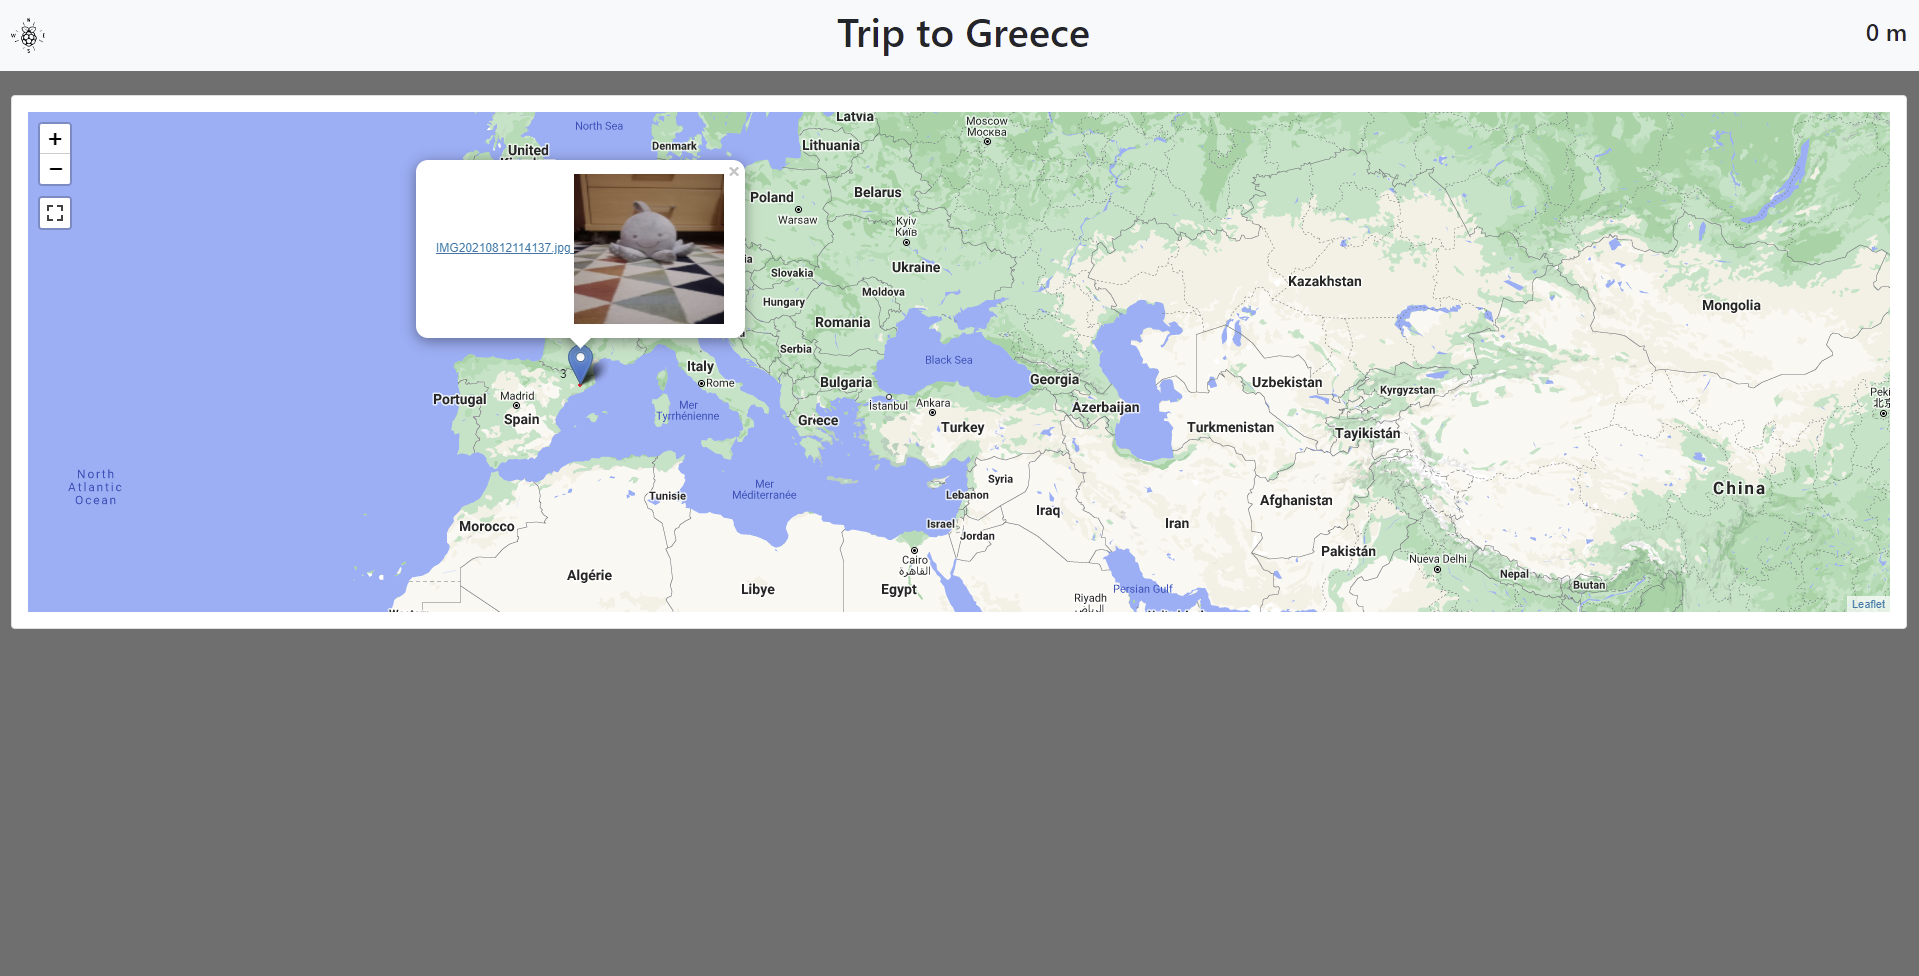 N
W
E
S
Trip to Greece
0 m
+
−
IMG20210812114137.jpg
×
North Sea
Latvia
Moscow
Москва
United
Denmark
Lithuania
Poland
Warsaw
Belarus
Kyiv
Київ
Ukraine
Slovakia
Moldova
Hungary
Romania
Kazakhstan
Mongolia
Serbia
Black Sea
Italy
Rome
3
Bulgaria
Georgia
Uzbekistan
Kyrgyzstan
Portugal
Madrid
Spain
Mer
Tyrrhénienne
İstanbul
Ankara
Azerbaijan
Greece
Turkey
Turkmenistan
Tayikistán
北京
North
Atlantic
Ocean
Tunisie
Mer
Méditerranée
Syria
Lebanon
Iraq
Afghanistan
China
Morocco
Israel
Jordan
Iran
Pakistán
Cairo
القاهرة
Nueva Delhi
Nepal
Butan
Algérie
Libye
Egypt
Persian Gulf
Riyadh
Leaflet